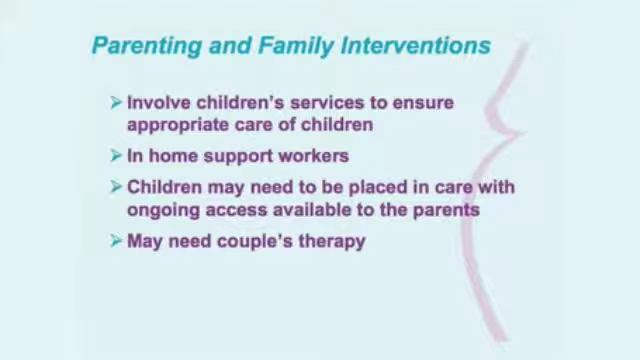 Parenting and Family Interventions
➢ Involve children's services to ensure
appropriate care of children
➢ In home support workers
➢ Children may need to be placed in care with
ongoing access available to the parents
➢ May need couple's therapy